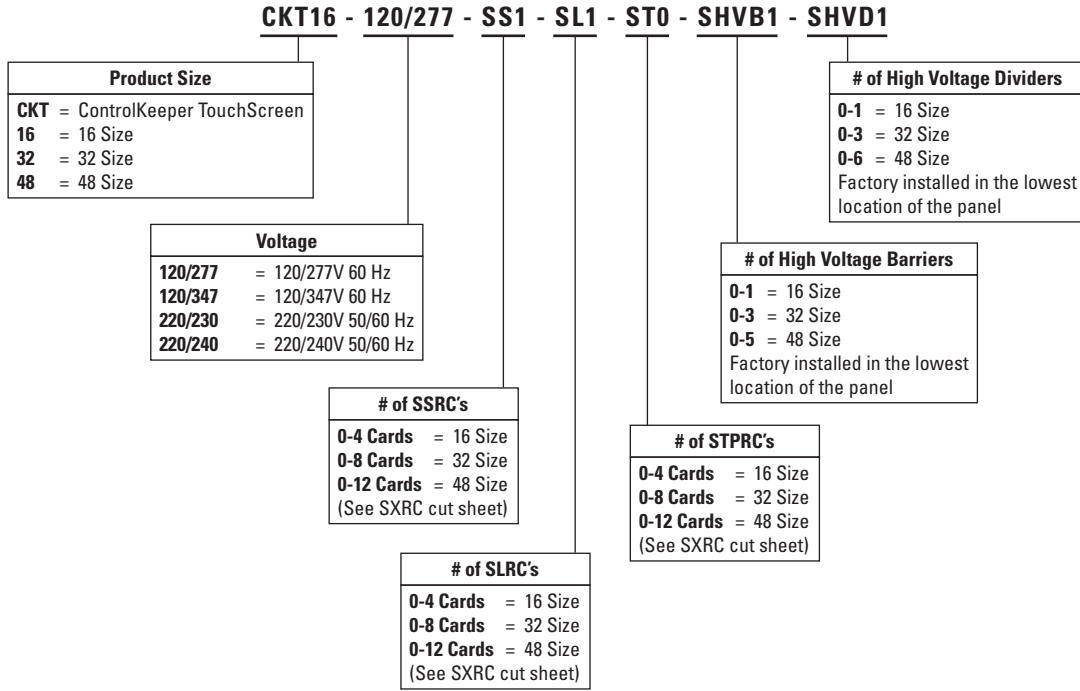 CKT16 - 120/277 - SS1 - SL1 - ST0 - SHVB1 - SHVD1
Product Size
CKT = ControlKeeper TouchScreen
16 = 16 Size
32 = 32 Size
48 = 48 Size
# of High Voltage Dividers
0-1 = 16 Size
0-3 = 32 Size
0-6 = 48 Size
Factory installed in the lowest
location of the panel
Voltage
120/277 = 120/277V 60 Hz
120/347 = 120/347V 60 Hz
220/230 = 220/230V 50/60 Hz
220/240 = 220/240V 50/60 Hz
# of High Voltage Barriers
0-1 = 16 Size
0-3 = 32 Size
0-5 = 48 Size
Factory installed in the lowest
location of the panel
# of SSRC's
0-4 Cards = 16 Size
0-8 Cards = 32 Size
0-12 Cards = 48 Size
(See SXRC cut sheet)
# of STPRC's
0-4 Cards = 16 Size
0-8 Cards = 32 Size
0-12 Cards = 48 Size
(See SXRC cut sheet)
# of SLRC's
0-4 Cards = 16 Size
0-8 Cards = 32 Size
0-12 Cards = 48 Size
(See SXRC cut sheet)